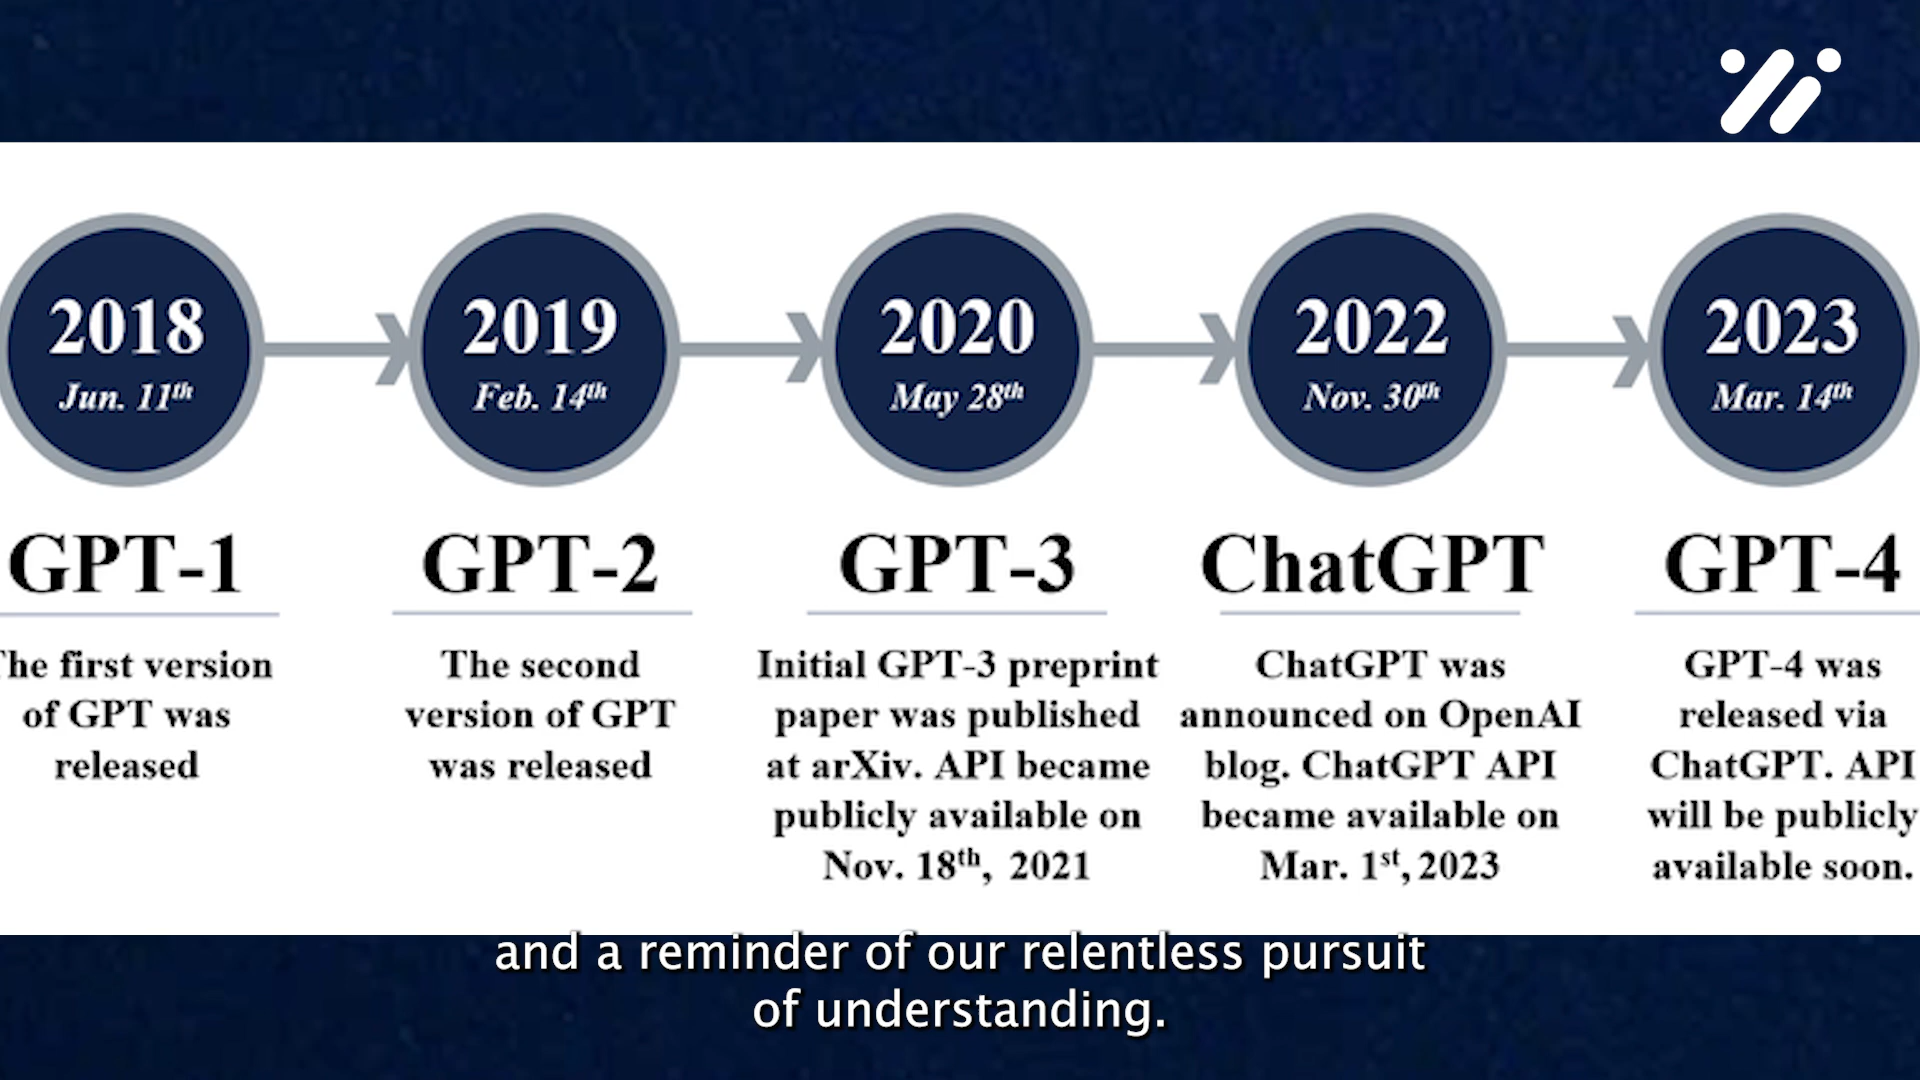 2018
Jun. 11th
2019
Feb. 14th
2020
May 28th
2022
Nov. 30th
2023
Mar. 14th
GPT-1
he first version
of GPT was
released
GPT-2
The second
version of GPT
was released
GPT-3
Initial GPT-3 preprint
paper was published
at arXiv. API became
publicly available on
Nov. 18th, 2021
ChatGPT
ChatGPT was
announced on OpenAI
blog. ChatGPT API
became available on
Mar. 1st, 2023
GPT-4
GPT-4 was
released via
ChatGPT. API
will be publicly
available soon.
and a reminder of our relentless pursuit
of understanding.